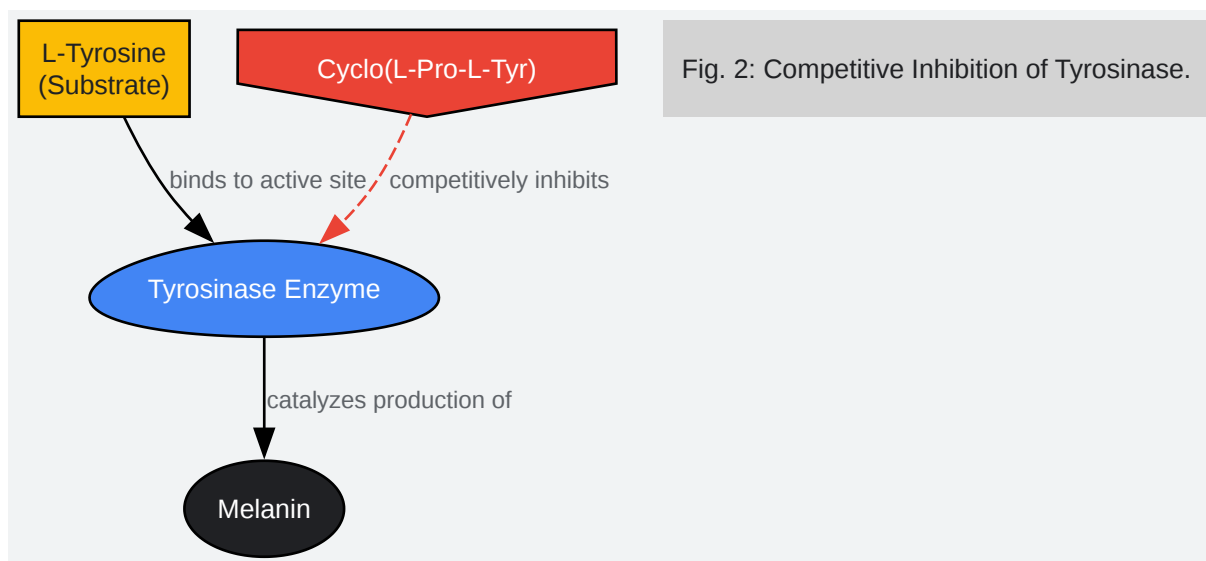 L-Tyrosine
(Substrate)
Cyclo(L-Pro-L-Tyr)
Fig. 2: Competitive Inhibition of Tyrosinase.
binds to active site
competitively inhibits
Tyrosinase Enzyme
catalyzes production of
Melanin